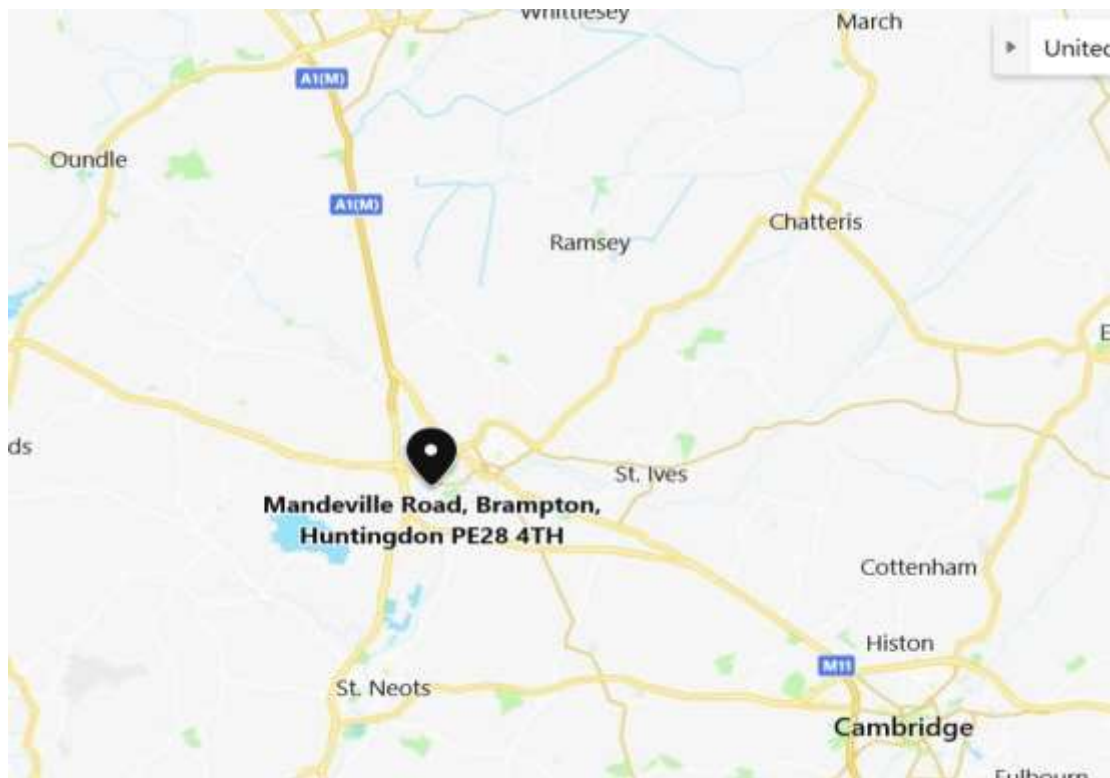 Whittlesey
March
United
A1(M)
Oundle
A1(M)
Chatteris
Ramsey
E
ds
St. Ives
Mandeville Road, Brampton,
Huntingdon PE28 4TH
Cottenham
Histon
M11
St. Neots
Cambridge
Fulbourn